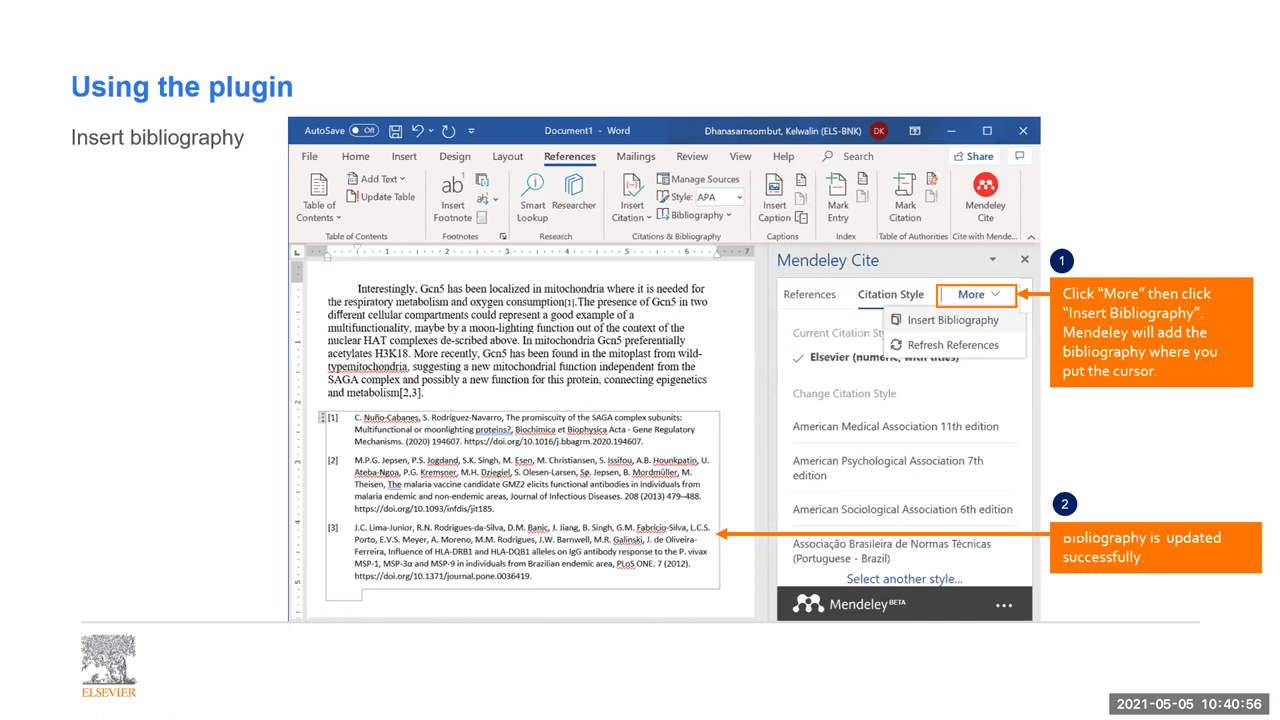 Using the plugin
Insert bibliography
AutoSave Off Document1 - Word Dhanasarnsombut, Kelwalin (ELS-BNK) DK
File Home Insert Design Layout References Mailings Review View Help Search Share
Table of Contents
Add Text
Update Table
Table of Contents
ab
Insert Footnote
Footnotes
Smart Lookup
Researcher
Research
Insert Citation
Manage Sources
Style: APA
Bibliography
Citations & Bibliography
Insert Caption
Captions
Mark Entry
Index
Mark Citation
Table of Authorities
Mendeley Cite
Cite with Mende...
1 2 3 4 5 6 7
Interestingly, Gcn5 has been localized in mitochondria where it is needed for
the respiratory metabolism and oxygen consumption[1].The presence of Gcn5 in two
different cellular compartments could represent a good example of a
multifunctionality, maybe by a moon-lighting function out of the context of the
nuclear HAT complexes de-scribed above. In mitochondria Gcn5 preferentially
acetylates H3K18. More recently, Gcn5 has been found in the mitoplast from wild-
typemitochondria, suggesting a new mitochondrial function independent from the
SAGA complex and possibly a new function for this protein, connecting epigenetics
and metabolism[2,3].
[1] C. Nuño-Cabanes, S. Rodríguez-Navarro, The promiscuity of the SAGA complex subunits:
Multifunctional or moonlighting proteins?, Biochimica et Biophysica Acta - Gene Regulatory
Mechanisms. (2020) 194607. https://doi.org/10.1016/j.bbagrm.2020.194607.
[2] M.P.G. Jepsen, P.S. Jogdand, S.K. Singh, M. Esen, M. Christiansen, S. Issifou, A.B. Hounkpatin, U.
Ateba-Ngoa, P.G. Kremsner, M.H. Dziegiel, S. Olesen-Larsen, Sø. Jepsen, B. Mordmüller, M.
Theisen, The malaria vaccine candidate GMZ2 elicits functional antibodies in individuals from
malaria endemic and non-endemic areas, Journal of Infectious Diseases. 208 (2013) 479–488.
https://doi.org/10.1093/infdis/jit185.
[3] J.C. Lima-Junior, R.N. Rodrigues-da-Silva, D.M. Banic, J. Jiang, B. Singh, G.M. Fabrício-Silva, L.C.S.
Porto, E.V.S. Meyer, A. Moreno, M.M. Rodrigues, J.W. Barnwell, M.R. Galinski, J. de Oliveira-
Ferreira, Influence of HLA-DRB1 and HLA-DQB1 alleles on IgG antibody response to the P. vivax
MSP-1, MSP-3α and MSP-9 in individuals from Brazilian endemic area, PLoS ONE. 7 (2012).
https://doi.org/10.1371/journal.pone.0036419.
Mendeley Cite
References Citation Style More
Insert Bibliography
Refresh References
Current Citation Sty
Elsevier (numeric, with titles)
Change Citation Style
American Medical Association 11th edition
American Psychological Association 7th
edition
American Sociological Association 6th edition
Associação Brasileira de Normas Técnicas
(Portuguese - Brazil)
Select another style...
Mendeley BETA
1
Click “More” then click
“Insert Bibliography”.
Mendeley will add the
bibliography where you
put the cursor.
2
Bibliography is updated
successfully.
ELSEVIER
2021-05-05 10:40:56